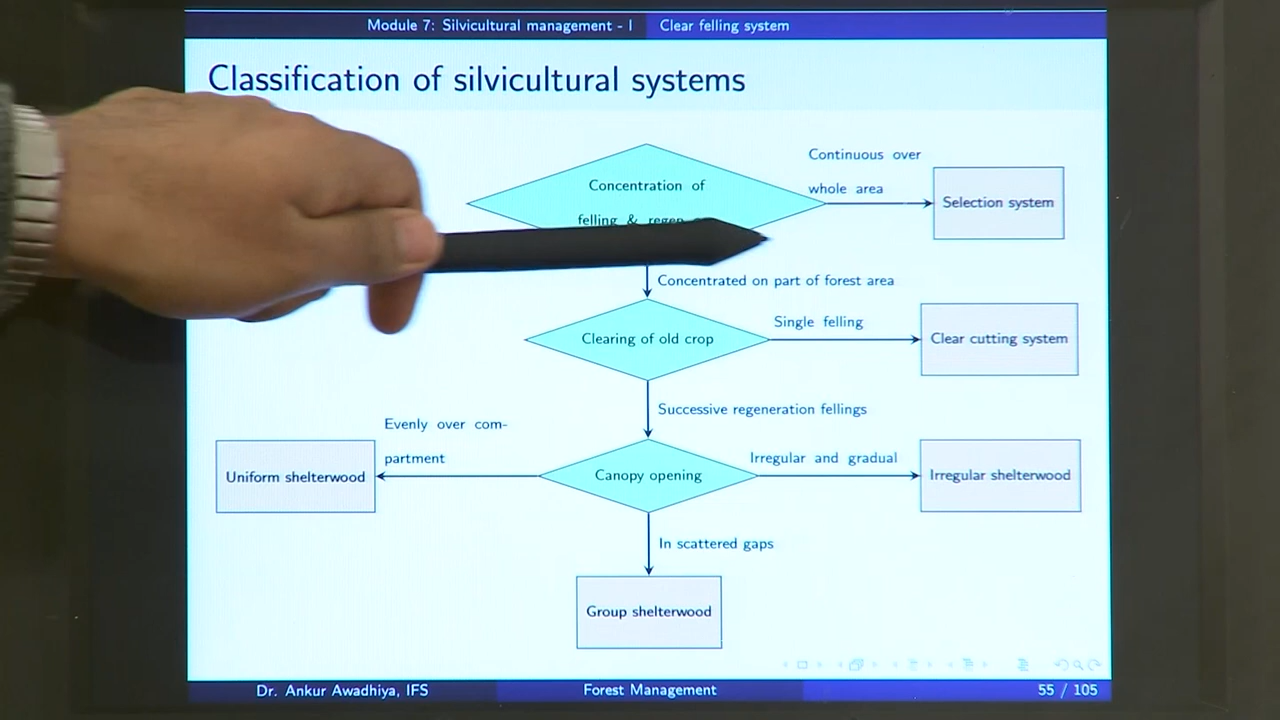 Module 7: Silvicultural management - I
Clear felling system
Classification of silvicultural systems
Concentration of
felling &
Continuous over
whole area
Selection system
Concentrated on part of forest area
Clearing of old crop
Single felling
Clear cutting system
Successive regeneration fellings
Evenly over com-
partment
Uniform shelterwood
Canopy opening
Irregular and gradual
Irregular shelterwood
In scattered gaps
Group shelterwood
Dr. Ankur Awadhiya, IFS
Forest Management
55 / 105